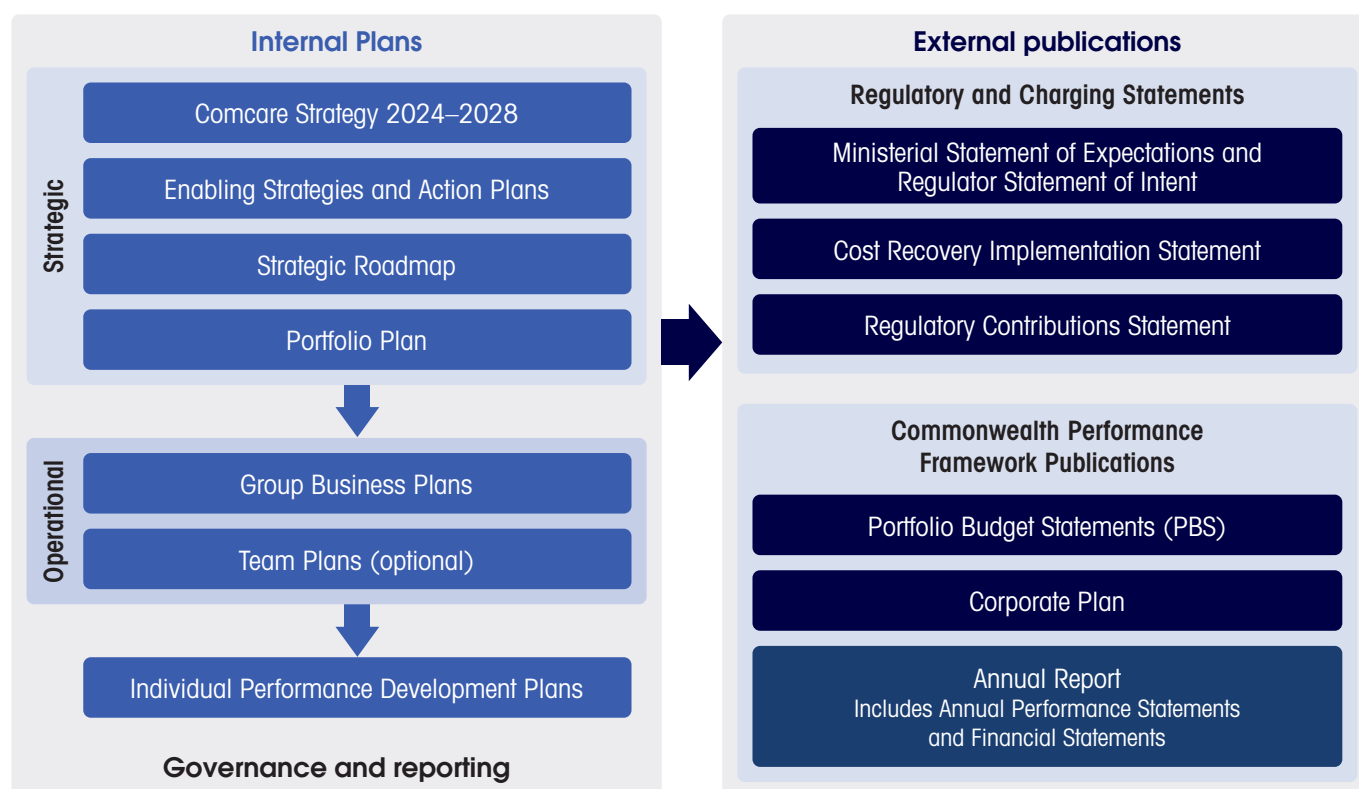 Internal Plans
Strategic
Comcare Strategy 2024–2028
Enabling Strategies and Action Plans
Strategic Roadmap
Portfolio Plan
Operational
Group Business Plans
Team Plans (optional)
Individual Performance Development Plans
Governance and reporting
External publications
Regulatory and Charging Statements
Ministerial Statement of Expectations and
Regulator Statement of Intent
Cost Recovery Implementation Statement
Regulatory Contributions Statement
Commonwealth Performance
Framework Publications
Portfolio Budget Statements (PBS)
Corporate Plan
Annual Report
Includes Annual Performance Statements
and Financial Statements